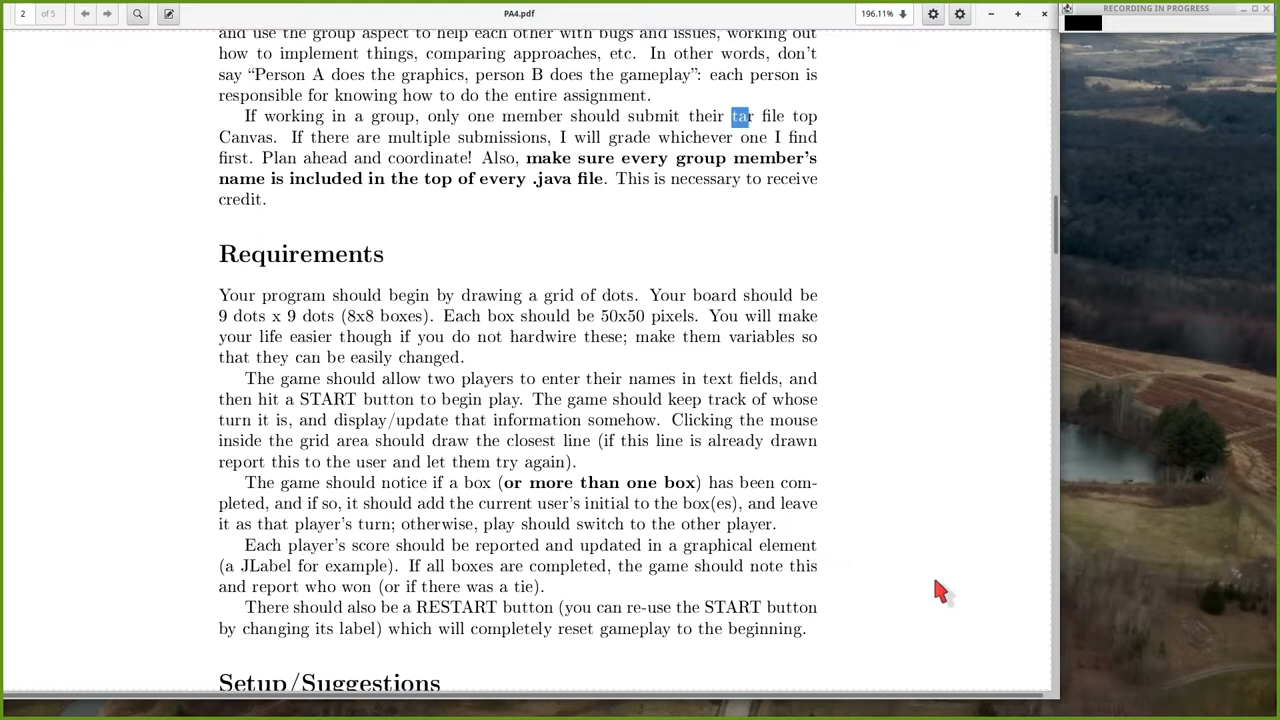 2 of 5
PA4.pdf
196.11%
RECORDING IN PROGRESS
and use the group aspect to help each other with bugs and issues, working out
how to implement things, comparing approaches, etc. In other words, don't
say “Person A does the graphics, person B does the gameplay”: each person is
responsible for knowing how to do the entire assignment.
If working in a group, only one member should submit their tar file top
Canvas. If there are multiple submissions, I will grade whichever one I find
first. Plan ahead and coordinate! Also, make sure every group member's
name is included in the top of every .java file. This is necessary to receive
credit.
Requirements
Your program should begin by drawing a grid of dots. Your board should be
9 dots x 9 dots (8x8 boxes). Each box should be 50x50 pixels. You will make
your life easier though if you do not hardwire these; make them variables so
that they can be easily changed.
The game should allow two players to enter their names in text fields, and
then hit a START button to begin play. The game should keep track of whose
turn it is, and display/update that information somehow. Clicking the mouse
inside the grid area should draw the closest line (if this line is already drawn
report this to the user and let them try again).
The game should notice if a box (or more than one box) has been com-
pleted, and if so, it should add the current user's initial to the box(es), and leave
it as that player's turn; otherwise, play should switch to the other player.
Each player's score should be reported and updated in a graphical element
(a JLabel for example). If all boxes are completed, the game should note this
and report who won (or if there was a tie).
There should also be a RESTART button (you can re-use the START button
by changing its label) which will completely reset gameplay to the beginning.
Setup/Suggestions